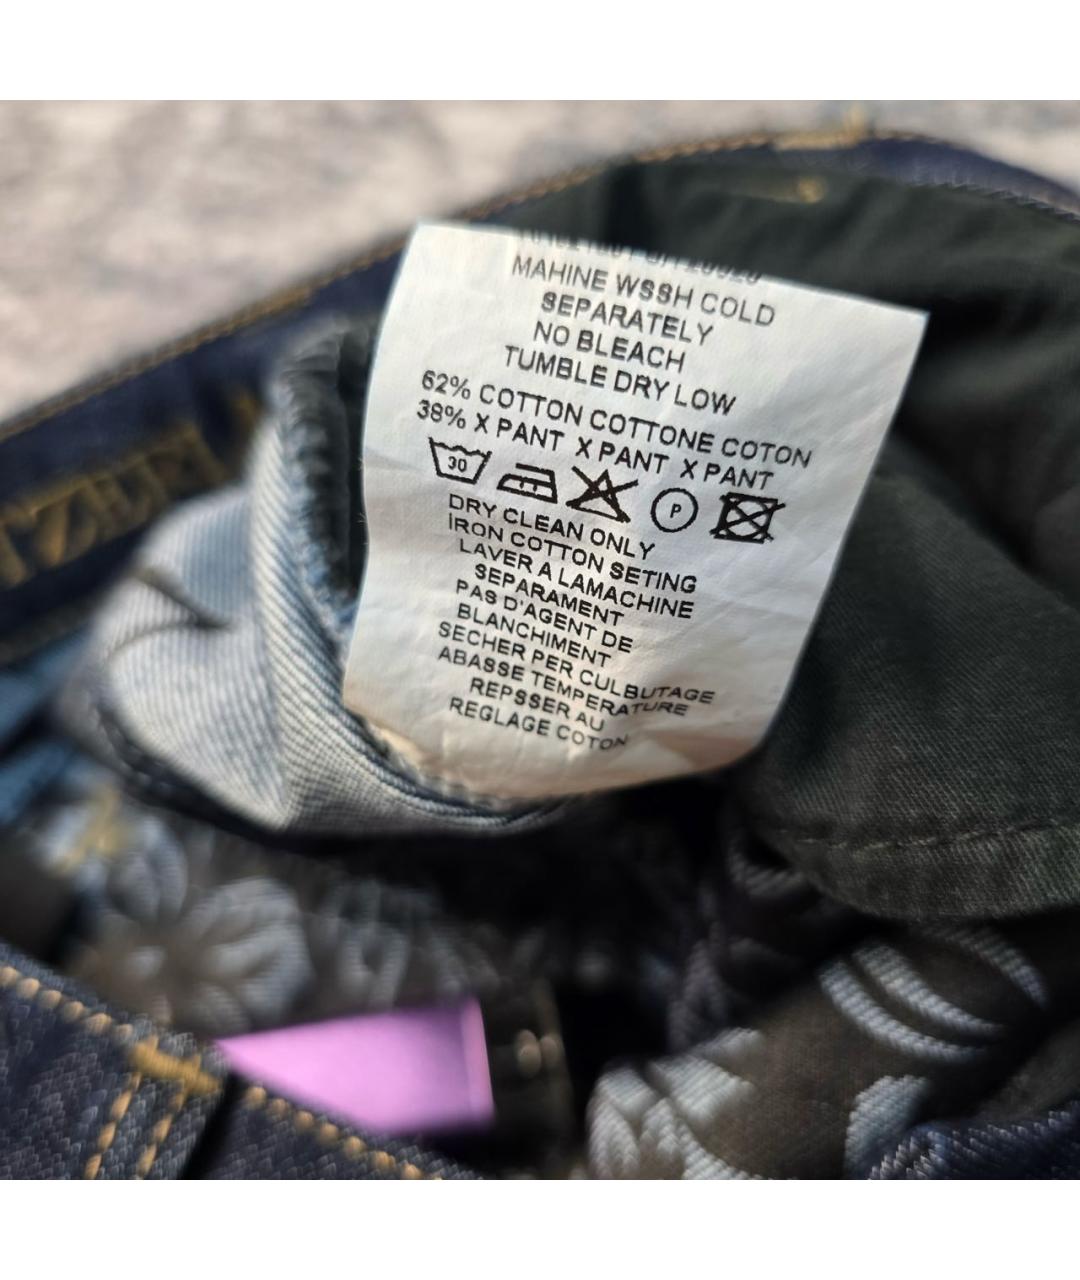 MAHINE WSSH COLD
SEPARATELY
NO BLEACH
TUMBLE DRY LOW
62% COTTON COTTONE COTON
38% X PANT X PANT X PANT
30
P
DRY CLEAN ONLY
İRON COTTON SETING
LAVER A LAMACHINE
SEPARAMENT
PAS D'AGENT DE
BLANCHIMENT
SECHER PER CULBUTAGE
ABASSE TEMPERATURE
REPSSER AU
REGLAGE COTON